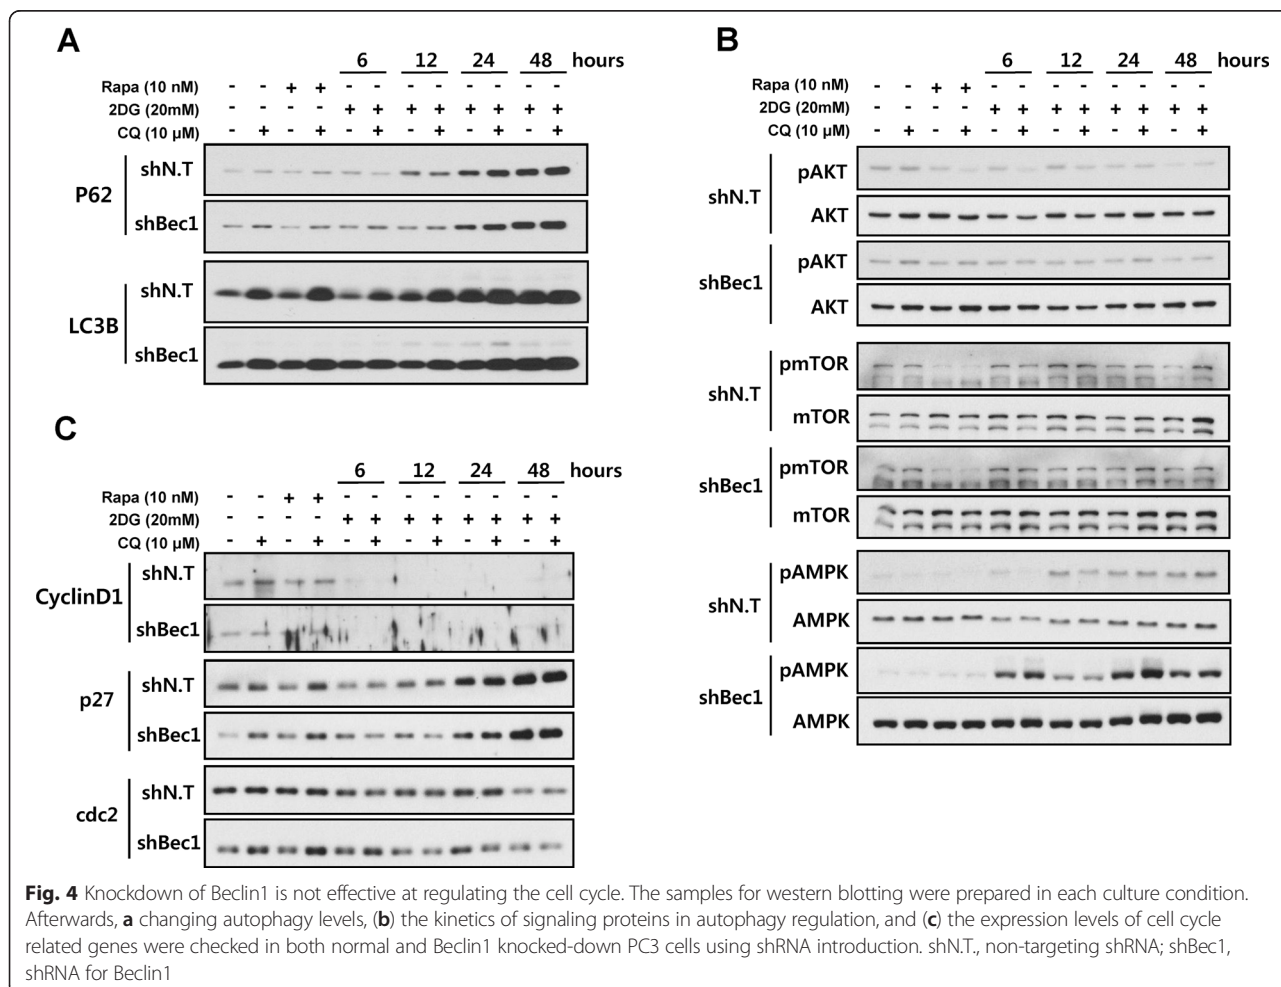 A
6 12 24 48 hours
Rapa (10 nM) - - + + - - - - - - - -
2DG (20mM) - - - - + + + + + + + +
CQ (10 μM) - + - + - + - + - + - +
P62
shN.T
shBec1
LC3B
shN.T
shBec1
B
6 12 24 48 hours
Rapa (10 nM) - - + + - - - - - - - -
2DG (20mM) - - - - + + + + + + + +
CQ (10 μM) - + - + - + - + - + - +
shN.T
pAKT
AKT
shBec1
pAKT
AKT
shN.T
pmTOR
mTOR
shBec1
pmTOR
mTOR
shN.T
pAMPK
AMPK
shBec1
pAMPK
AMPK
C
6 12 24 48 hours
Rapa (10 nM) - - + + - - - - - - - -
2DG (20mM) - - - - + + + + + + + +
CQ (10 μM) - + - + - + - + - + - +
CyclinD1
shN.T
shBec1
p27
shN.T
shBec1
cdc2
shN.T
shBec1
Fig. 4 Knockdown of Beclin1 is not effective at regulating the cell cycle. The samples for western blotting were prepared in each culture condition.
Afterwards, a changing autophagy levels, (b) the kinetics of signaling proteins in autophagy regulation, and (c) the expression levels of cell cycle
related genes were checked in both normal and Beclin1 knocked-down PC3 cells using shRNA introduction. shN.T., non-targeting shRNA; shBec1,
shRNA for Beclin1